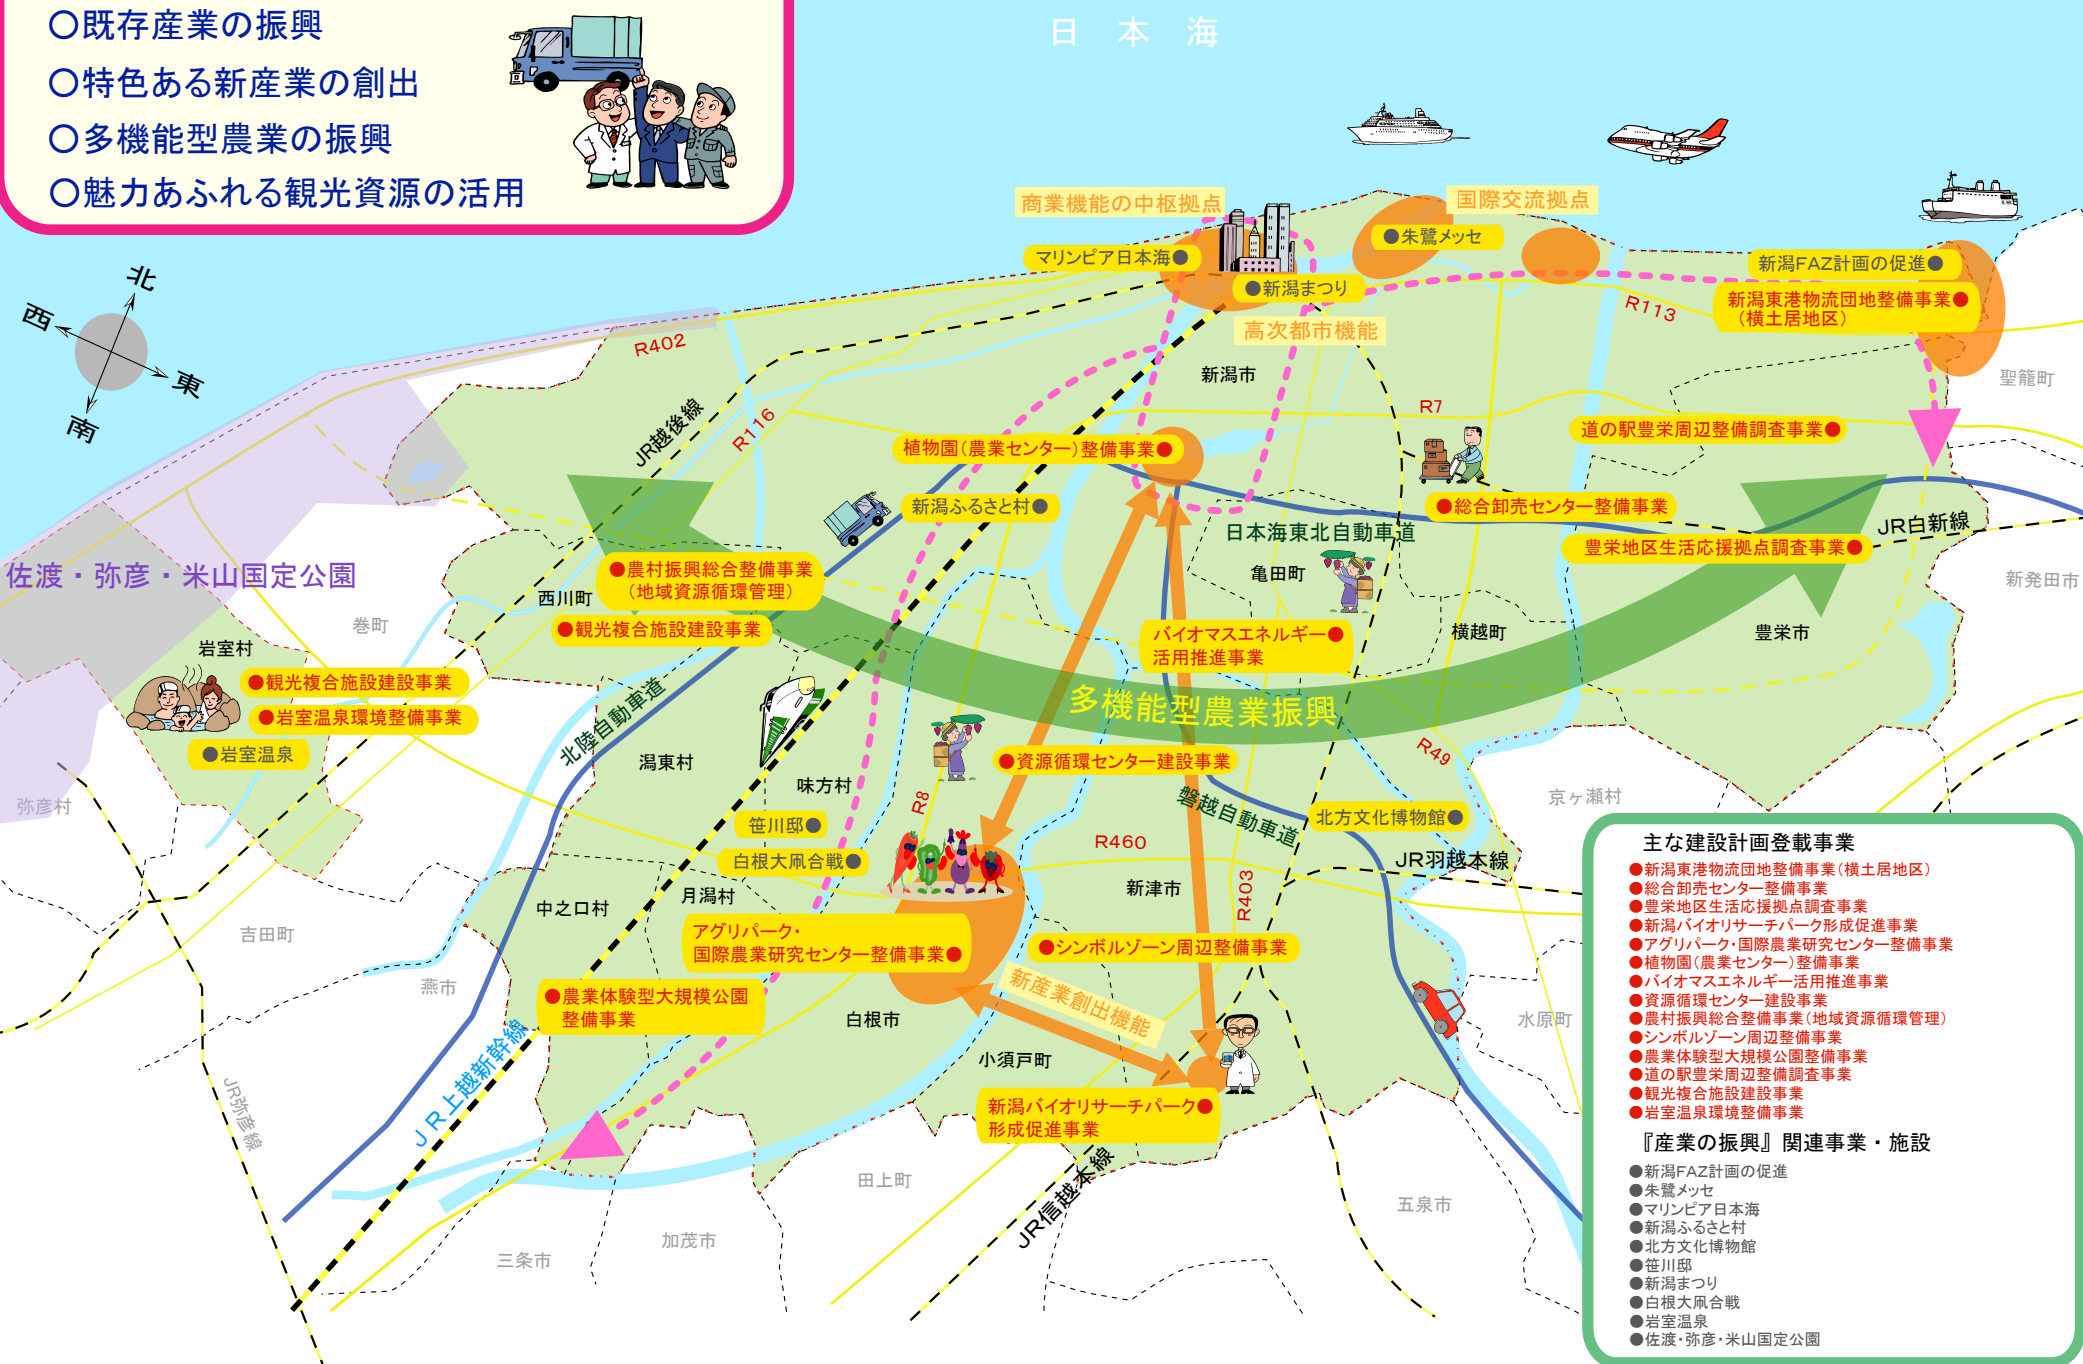 〇既存産業の振興
〇特色ある新産業の創出
〇多機能型農業の振興
〇魅力あふれる観光資源の活用
日本海
北
西
東
南
商業機能の中枢拠点
国際交流拠点
マリンピア日本海●
●朱鷺メッセ
●新潟まつり
新潟FAZ計画の促進●
新潟東港物流団地整備事業●
（横土居地区）
高次都市機能
R113
R402
新潟市
聖籠町
R7
JR越後線
R116
道の駅豊栄周辺整備調査事業●
植物園(農業センター)整備事業●
新潟ふるさと村●
●総合卸売センター整備事業
日本海東北自動車道
JR白新線
豊栄地区生活応援拠点調査事業●
佐渡・弥彦・米山国定公園
●農村振興総合整備事業
（地域資源循環管理）
亀田町
新発田市
西川町
巻町
●観光複合施設建設事業
バイオマスエネルギー●
活用推進事業
横越町
豊栄市
岩室村
●観光複合施設建設事業
●岩室温泉環境整備事業
●岩室温泉
多機能型農業振興
北陸自動車道
潟東村
味方村
●資源循環センター建設事業
R49
R8
磐越自動車道
弥彦村
京ヶ瀬村
笹川邸●
北方文化博物館●
白根大凧合戦●
R460
JR羽越本線
月潟村
新津市
R403
中之口村
アグリパーク・
国際農業研究センター整備事業●
●シンボルゾーン周辺整備事業
吉田町
燕市
●農業体験型大規模公園
整備事業
新産業創出機能
白根市
水原町
小須戸町
JR上越新幹線
JR弥彦線
新潟バイオリサーチパーク●
形成促進事業
JR信越本線
田上町
五泉市
加茂市
三条市
主な建設計画登載事業
●新潟東港物流団地整備事業(横土居地区)
●総合卸売センター整備事業
●豊栄地区生活応援拠点調査事業
●新潟バイオリサーチパーク形成促進事業
●アグリパーク・国際農業研究センター整備事業
●植物園(農業センター)整備事業
●バイオマスエネルギー活用推進事業
●資源循環センター建設事業
●農村振興総合整備事業(地域資源循環管理)
●シンボルゾーン周辺整備事業
●農業体験型大規模公園整備事業
●道の駅豊栄周辺整備調査事業
●観光複合施設建設事業
●岩室温泉環境整備事業
『産業の振興』関連事業・施設
●新潟FAZ計画の促進
●朱鷺メッセ
●マリンピア日本海
●新潟ふるさと村
●北方文化博物館
●笹川邸
●新潟まつり
●白根大凧合戦
●岩室温泉
●佐渡・弥彦・米山国定公園